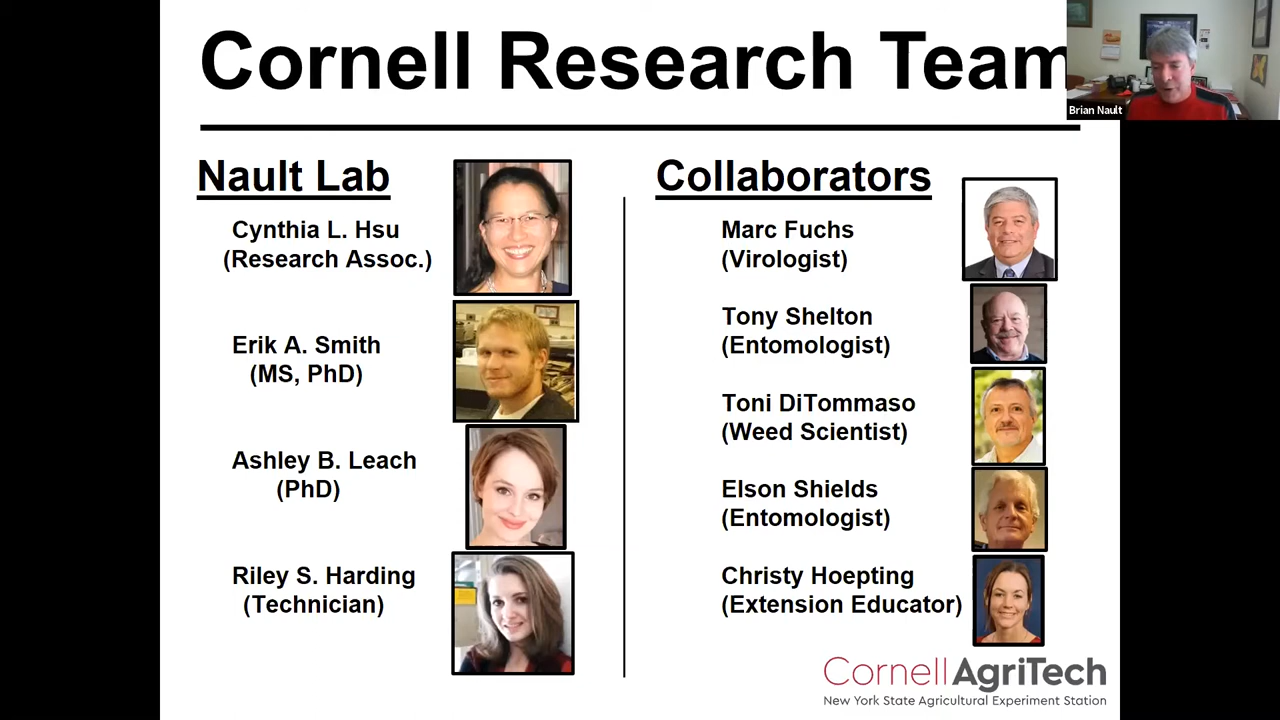 Cornell Research Team
Brian Nault
Nault Lab
Cynthia L. Hsu
(Research Assoc.)
Erik A. Smith
(MS, PhD)
Ashley B. Leach
(PhD)
Riley S. Harding
(Technician)
Collaborators
Marc Fuchs
(Virologist)
Tony Shelton
(Entomologist)
Toni DiTommaso
(Weed Scientist)
Elson Shields
(Entomologist)
Christy Hoepting
(Extension Educator)
Cornell AgriTech
New York State Agricultural Experiment Station